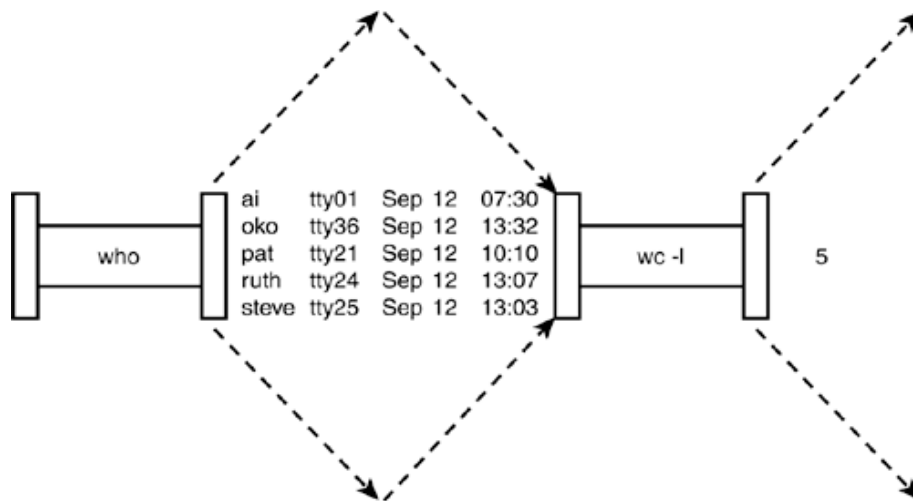 who
ai tty01 Sep 12 07:30
oko tty36 Sep 12 13:32
pat tty21 Sep 12 10:10
ruth tty24 Sep 12 13:07
steve tty25 Sep 12 13:03
wc -l
5